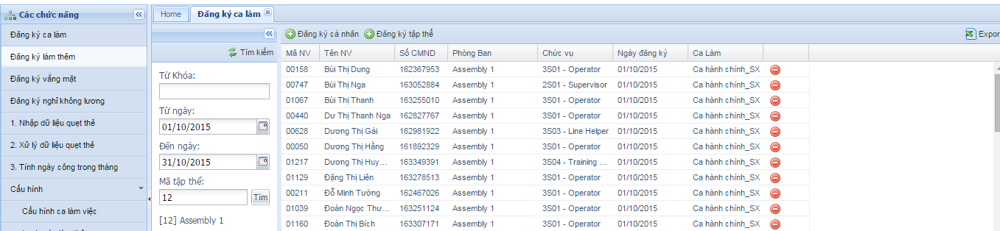 Các chức năng
Đăng ký ca làm
Đăng ký làm thêm
Đăng ký vắng mặt
Đăng ký nghỉ không lương
1. Nhập dữ liệu quẹt thẻ
2. Xử lý dữ liệu quẹt thẻ
3. Tính ngày công trong tháng
Cấu hình
Cấu hình ca làm việc
Home Đăng ký ca làm
Tìm kiếm
Từ Khóa:
Từ ngày:
01/10/2015
Đến ngày:
31/10/2015
Mã tập thể:
12 Tìm
[12] Assembly 1
Đăng ký cá nhân Đăng ký tập thể Expor
Mã NV Tên NV Số CMND Phòng Ban Chức vụ Ngày đăng ký Ca Làm
00158 Bùi Thị Dung 162367953 Assembly 1 3S01 - Operator 01/10/2015 Ca hành chính_SX
00747 Bùi Thị Nga 163052884 Assembly 1 2S01 - Supervisor 01/10/2015 Ca hành chính_SX
01067 Bùi Thị Thanh 163255010 Assembly 1 3S01 - Operator 01/10/2015 Ca hành chính_SX
00440 Dư Thị Thanh Nga 162827767 Assembly 1 3S01 - Operator 01/10/2015 Ca hành chính_SX
00628 Dương Thị Gái 162981922 Assembly 1 3S03 - Line Helper 01/10/2015 Ca hành chính_SX
00050 Dương Thị Hằng 161892329 Assembly 1 3S01 - Operator 01/10/2015 Ca hành chính_SX
01217 Dương Thị Huy... 163349391 Assembly 1 3S04 - Training ... 01/10/2015 Ca hành chính_SX
01129 Đặng Thị Liên 163278513 Assembly 1 3S01 - Operator 01/10/2015 Ca hành chính_SX
00211 Đỗ Minh Tường 162467026 Assembly 1 3S01 - Operator 01/10/2015 Ca hành chính_SX
01039 Đoàn Ngọc Thư... 163251124 Assembly 1 3S01 - Operator 01/10/2015 Ca hành chính_SX
01160 Đoàn Thị Bích 163307171 Assembly 1 3S01 - Operator 01/10/2015 Ca hành chính_SX